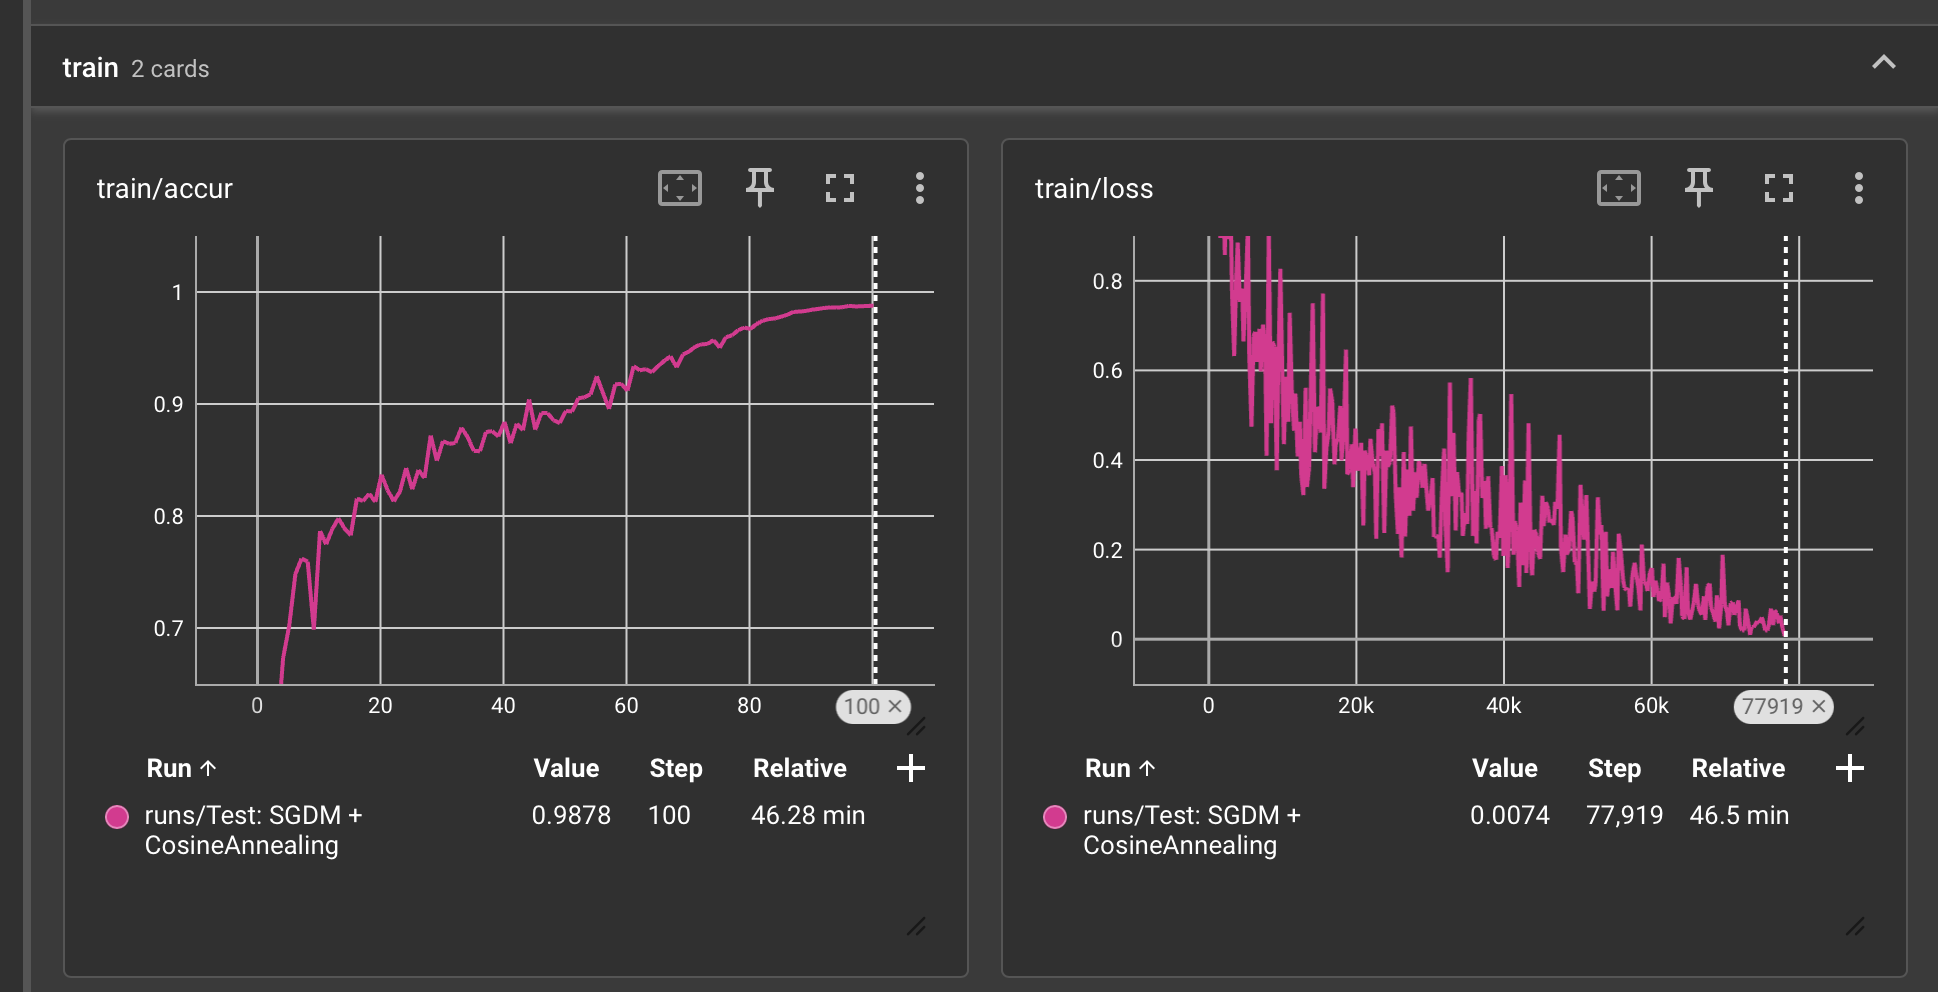 train 2 cards
train/accur
1
0.9
0.8
0.7
0 20 40 60 80 100 ×
Run ↑ Value Step Relative +
runs/Test: SGDM + 0.9878 100 46.28 min
CosineAnnealing
train/loss
0.8
0.6
0.4
0.2
0
0 20k 40k 60k 77919 ×
Run ↑ Value Step Relative +
runs/Test: SGDM + 0.0074 77,919 46.5 min
CosineAnnealing